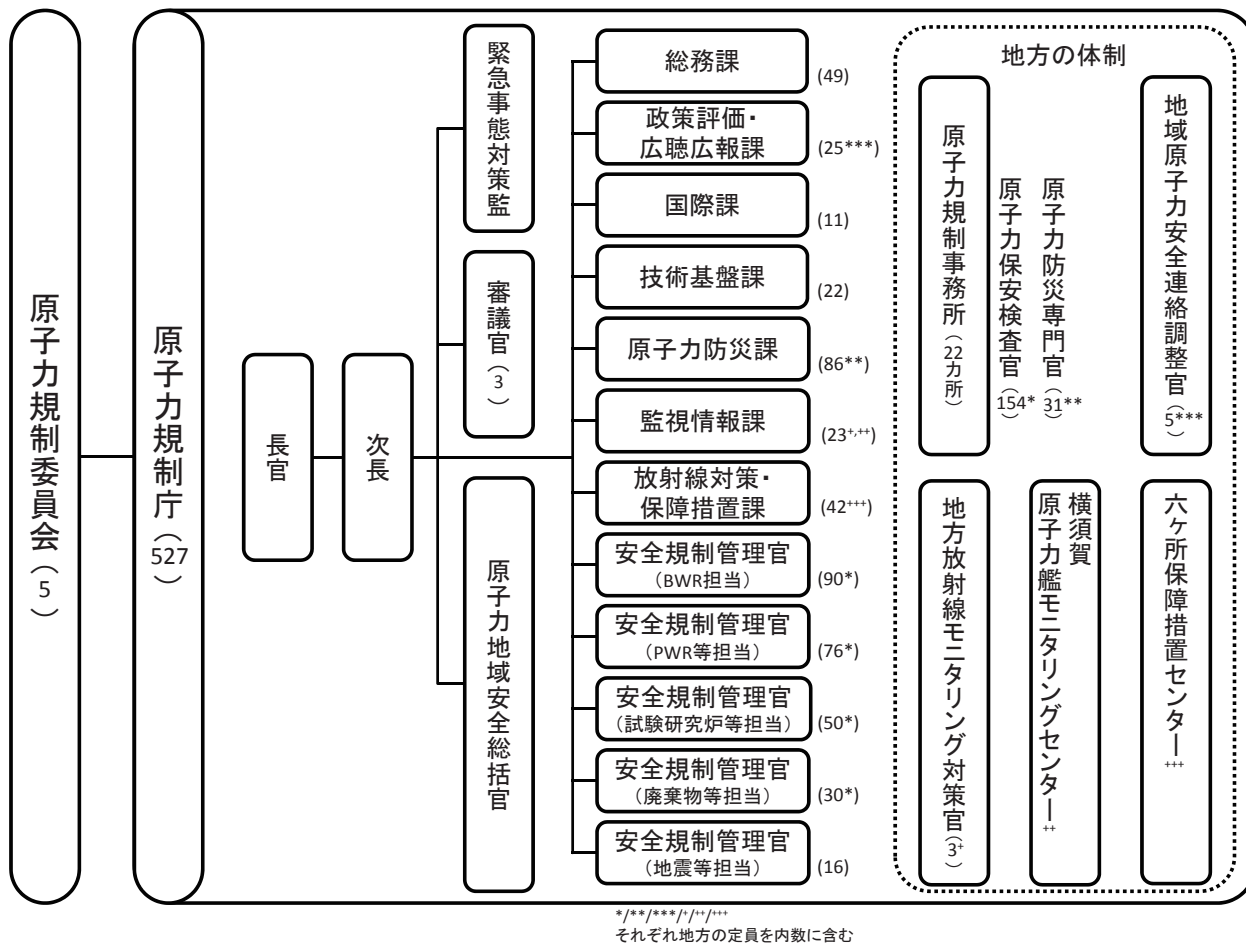 原子力規制委員会（5）
原子力規制庁（527）
長官
次長
緊急事態対策監
審議官（3）
原子力地域安全総括官
総務課
(49)
政策評価・
広聴広報課
(25***)
国際課
(11)
技術基盤課
(22)
原子力防災課
(86**)
監視情報課
(23+,++)
放射線対策・
保障措置課
(42+++)
安全規制管理官
（BWR担当）
(90*)
安全規制管理官
（PWR等担当）
(76*)
安全規制管理官
（試験研究炉等担当）
(50*)
安全規制管理官
（廃棄物等担当）
(30*)
安全規制管理官
（地震等担当）
(16)
地方の体制
原子力規制事務所（22カ所）
原子力保安検査官（154*）
原子力防災専門官（31**）
地域原子力安全連絡調整官（5***）
地方放射線モニタリング対策官（3+）
横須賀
原子力艦モニタリングセンター++
六ヶ所保障措置センター+++
*/**/***/+/++/+++
それぞれ地方の定員を内数に含む